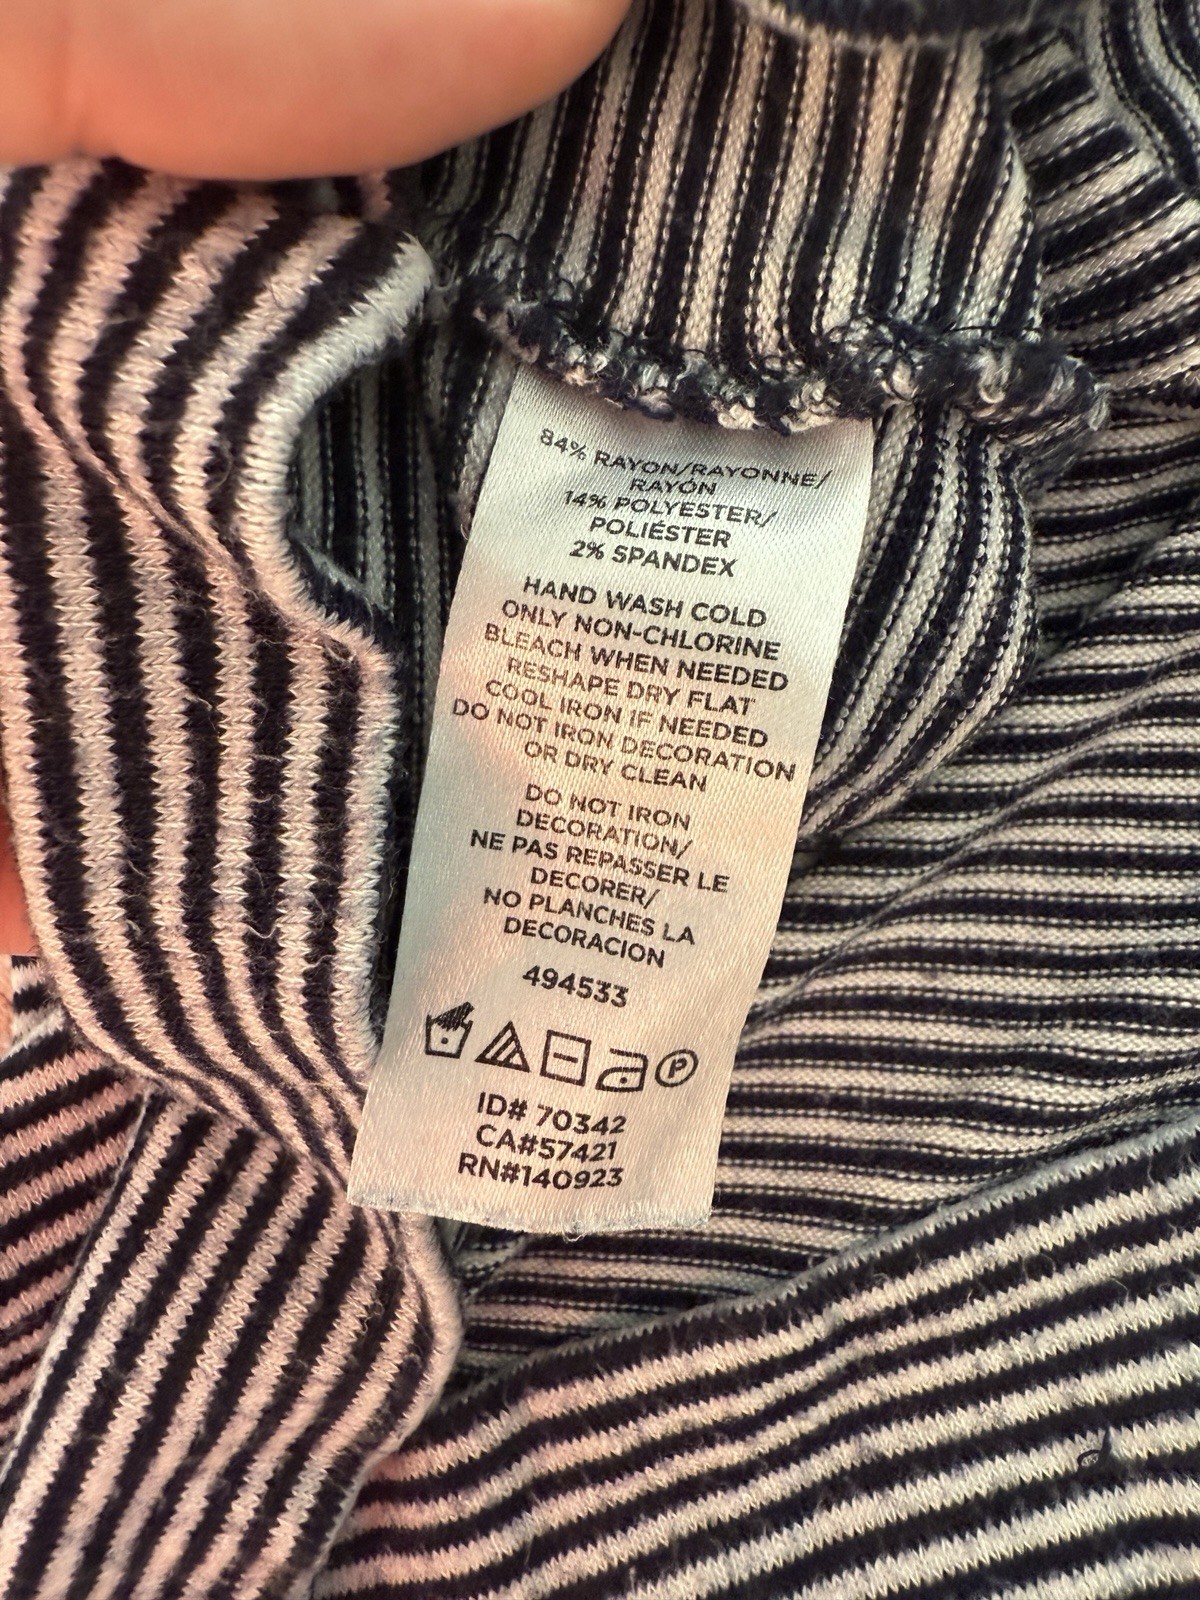 84% RAYON/RAYONNE/
RAYÓN
14% POLYESTER/
POLIÉSTER
2% SPANDEX
HAND WASH COLD
ONLY NON-CHLORINE
BLEACH WHEN NEEDED
RESHAPE DRY FLAT
COOL IRON IF NEEDED
DO NOT IRON DECORATION
OR DRY CLEAN
DO NOT IRON
DECORATION/
NE PAS REPASSER LE
DECORER/
NO PLANCHES LA
DECORACION
494533
P
ID# 70342
CA#57421
RN#140923